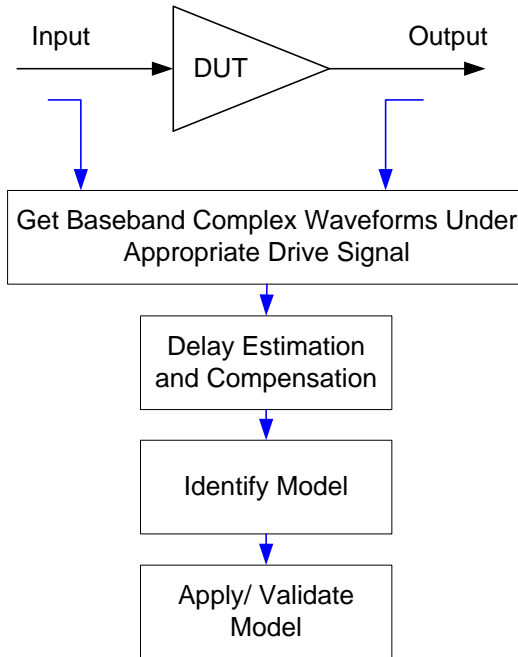 Input
Output
DUT
Get Baseband Complex Waveforms Under
Appropriate Drive Signal
Delay Estimation
and Compensation
Identify Model
Apply/ Validate
Model